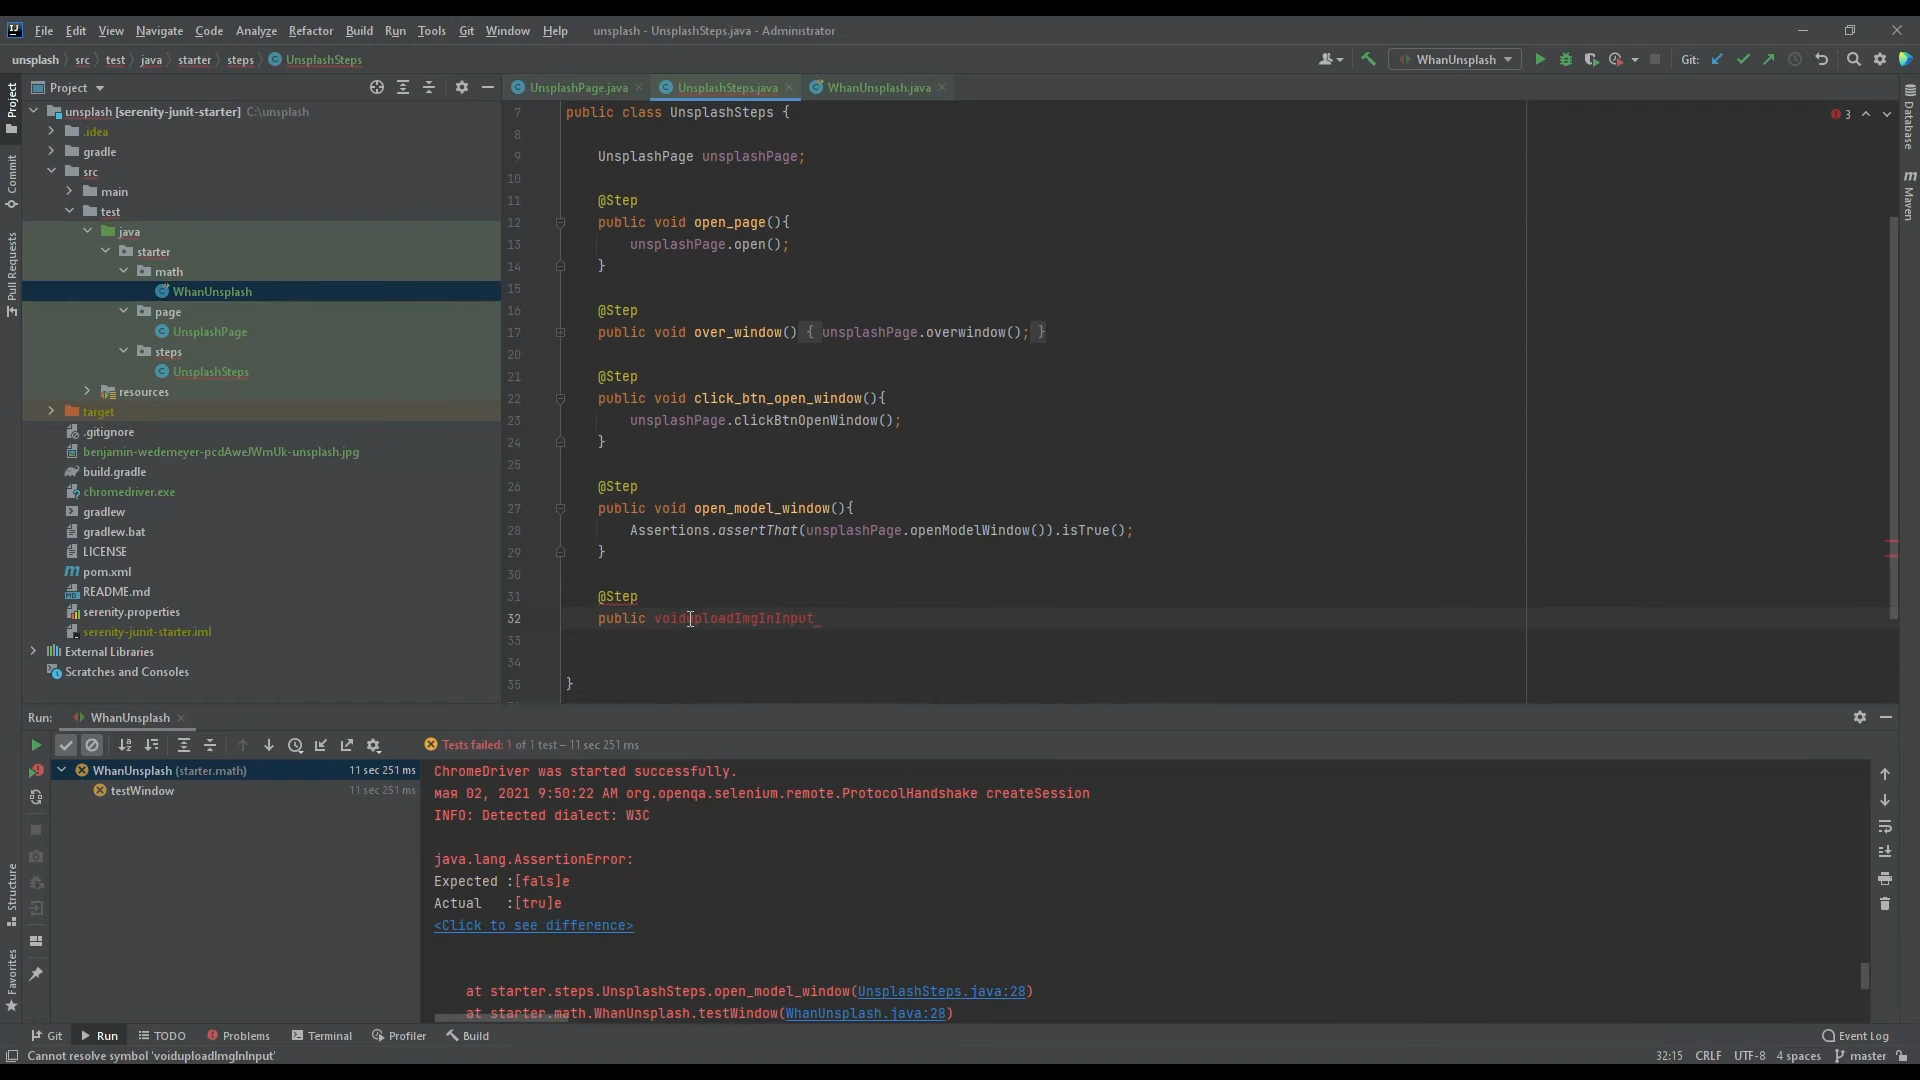 File Edit View Navigate Code Analyze Refactor Build Run Tools Git Window Help unsplash - UnsplashSteps.java - Administrator
unsplash src test java starter steps UnsplashSteps WhanUnsplash Git:
Project UnsplashPage.java UnsplashSteps.java WhanUnsplash.java
unsplash [serenity-junit-starter] C:\unsplash
.idea
gradle
src
main
test
java
starter
math
WhanUnsplash
page
UnsplashPage
steps
UnsplashSteps
resources
target
.gitignore
benjamin-wedemeyer-pcdAweJWmUk-unsplash.jpg
build.gradle
chromedriver.exe
gradlew
gradlew.bat
LICENSE
pom.xml
README.md
serenity.properties
serenity-junit-starter.iml
External Libraries
Scratches and Consoles
7 public class UnsplashSteps {
8
9 UnsplashPage unsplashPage;
10
11 @Step
12 public void open_page(){
13 unsplashPage.open();
14 }
15
16 @Step
17 public void over_window() { unsplashPage.overwindow(); }
20
21 @Step
22 public void click_btn_open_window(){
23 unsplashPage.clickBtnOpenWindow();
24 }
25
26 @Step
27 public void open_model_window(){
28 Assertions.assertThat(unsplashPage.openModelWindow()).isTrue();
29 }
30
31 @Step
32 public voiduploadImgInInput
33
34
35 }
3
Project
Commit
Pull Requests
Structure
Favorites
Database
Maven
Run: WhanUnsplash
Tests failed: 1 of 1 test – 11 sec 251 ms
WhanUnsplash (starter.math) 11 sec 251 ms
testWindow 11 sec 251 ms
ChromeDriver was started successfully.
мая 02, 2021 9:50:22 AM org.openqa.selenium.remote.ProtocolHandshake createSession
INFO: Detected dialect: W3C
java.lang.AssertionError:
Expected :[fals]e
Actual :[tru]e
<Click to see difference>
at starter.steps.UnsplashSteps.open_model_window(UnsplashSteps.java:28)
at starter.math.WhanUnsplash.testWindow(WhanUnsplash.java:28)
Git Run TODO Problems Terminal Profiler Build Event Log
Cannot resolve symbol 'voiduploadImgInInput' 32:15 CRLF UTF-8 4 spaces master